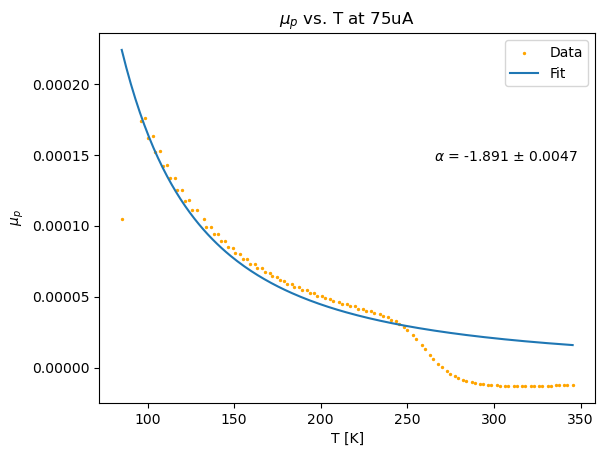 μₚ vs. T at 75uA
Data
Fit
α = -1.891 ± 0.0047
0.00020
0.00015
0.00010
0.00005
0.00000
μₚ
100 150 200 250 300 350
T [K]